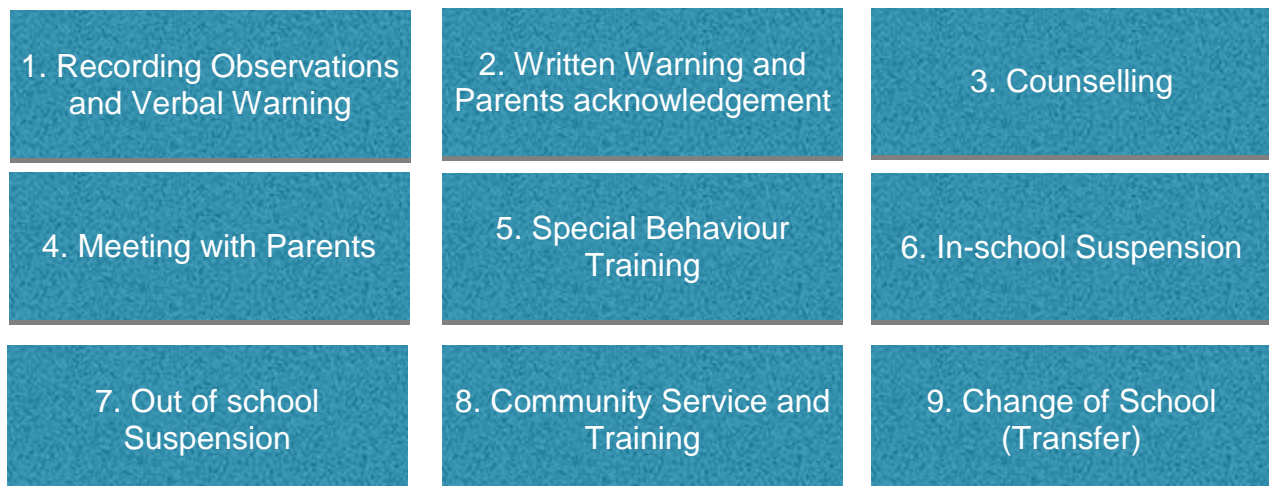 1. Recording Observations
and Verbal Warning
2. Written Warning and
Parents acknowledgement
3. Counselling
4. Meeting with Parents
5. Special Behaviour
Training
6. In-school Suspension
7. Out of school
Suspension
8. Community Service and
Training
9. Change of School
(Transfer)